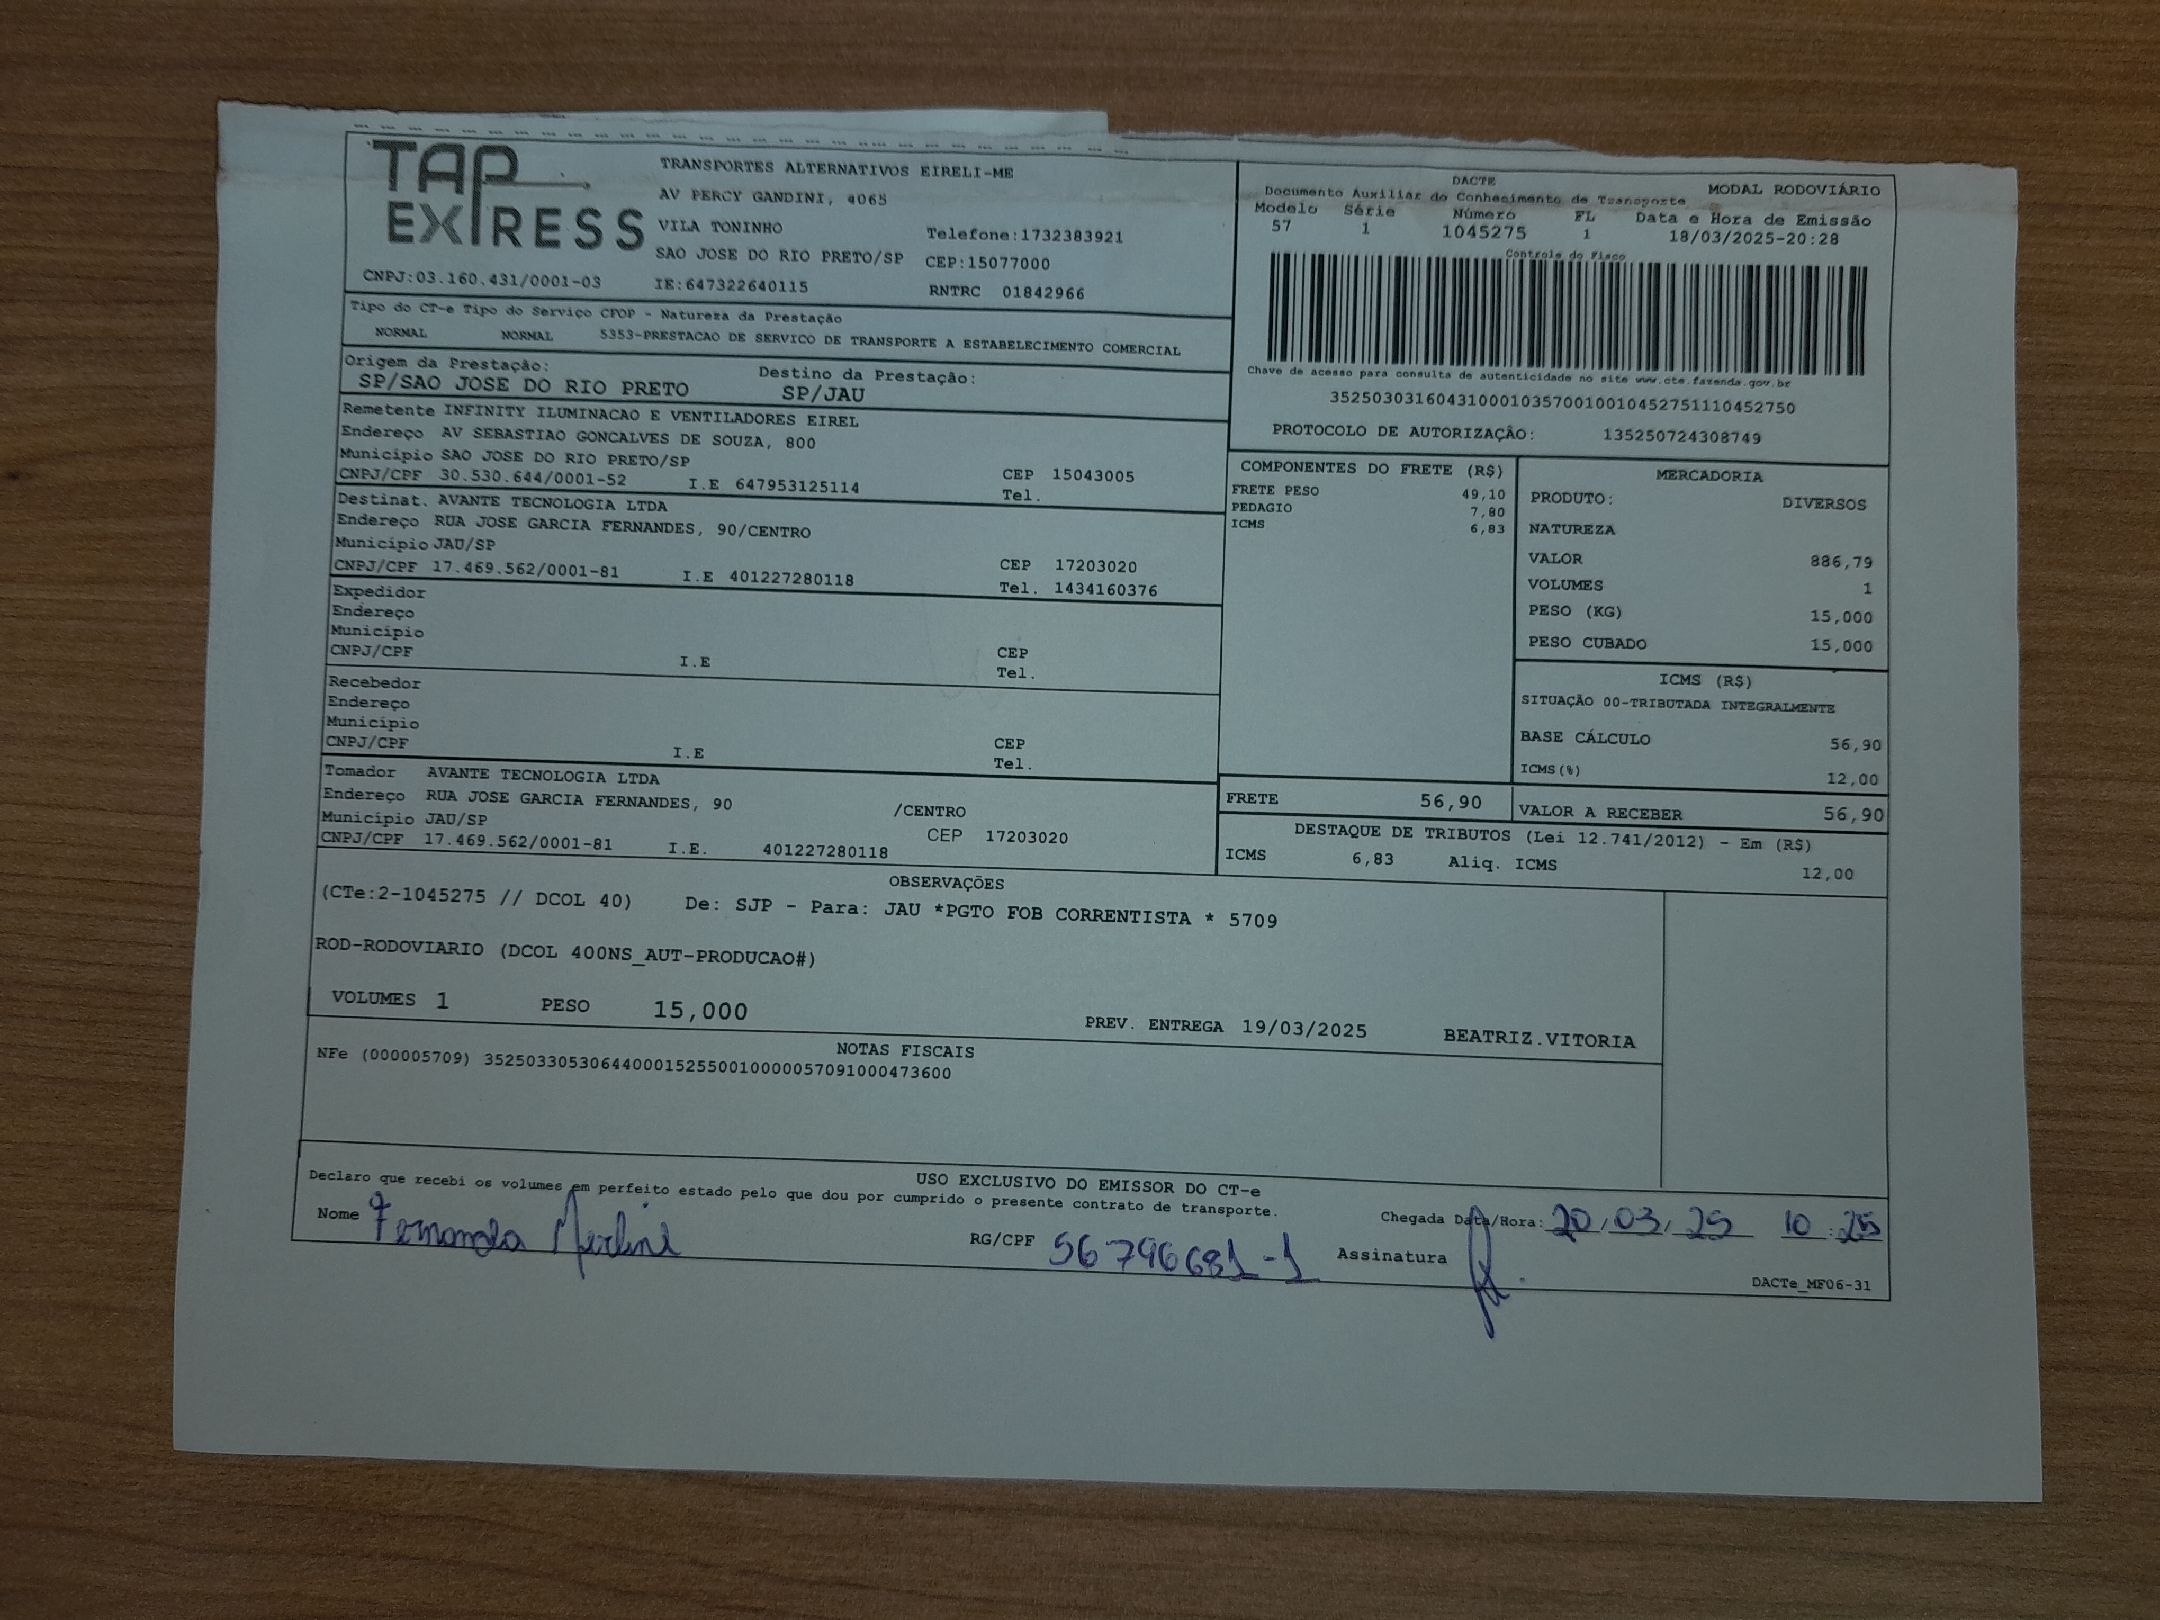 TAP EXPRESS
TRANSPORTES ALTERNATIVOS EIRELI-ME
AV PERCY GANDINI, 4065
VILA TONINHO Telefone:1732383921
SAO JOSE DO RIO PRETO/SP CEP:15077000
CNPJ:03.160.431/0001-03 IE:647322640115 RNTRC 01842966
DACTE MODAL RODOVIÁRIO
Documento Auxiliar do Conhecimento de Transporte
Modelo Série Número FL Data e Hora de Emissão
57 1 1045275 1 18/03/2025-20:28
Controle do Fisco
Chave de acesso para consulta de autenticidade no site www.cte.fazenda.gov.br
35250303160431000103570010010452751110452750
PROTOCOLO DE AUTORIZAÇÃO: 135250724308749
Tipo do CT-e Tipo do Serviço CFOP - Natureza da Prestação
NORMAL NORMAL 5353-PRESTACAO DE SERVICO DE TRANSPORTE A ESTABELECIMENTO COMERCIAL
Origem da Prestação: Destino da Prestação:
SP/SAO JOSE DO RIO PRETO SP/JAU
Remetente INFINITY ILUMINACAO E VENTILADORES EIREL
Endereço AV SEBASTIAO GONCALVES DE SOUZA, 800
Município SAO JOSE DO RIO PRETO/SP CEP 15043005
CNPJ/CPF 30.530.644/0001-52 I.E 647953125114 Tel.
Destinat. AVANTE TECNOLOGIA LTDA
Endereço RUA JOSE GARCIA FERNANDES, 90/CENTRO
Município JAU/SP CEP 17203020
CNPJ/CPF 17.469.562/0001-81 I.E 401227280118 Tel. 1434160376
Expedidor
Endereço
Município CEP
CNPJ/CPF I.E Tel.
Recebedor
Endereço
Município CEP
CNPJ/CPF I.E Tel.
Tomador AVANTE TECNOLOGIA LTDA
Endereço RUA JOSE GARCIA FERNANDES, 90 /CENTRO
Município JAU/SP CEP 17203020
CNPJ/CPF 17.469.562/0001-81 I.E. 401227280118
COMPONENTES DO FRETE (R$)
FRETE PESO 49,10
PEDAGIO 7,80
ICMS 6,83
MERCADORIA
PRODUTO: DIVERSOS
NATUREZA
VALOR 886,79
VOLUMES 1
PESO (KG) 15,000
PESO CUBADO 15,000
ICMS (R$)
SITUAÇÃO 00-TRIBUTADA INTEGRALMENTE
BASE CÁLCULO 56,90
ICMS(%) 12,00
FRETE 56,90 VALOR A RECEBER 56,90
DESTAQUE DE TRIBUTOS (Lei 12.741/2012) - Em (R$)
ICMS 6,83 Aliq. ICMS 12,00
OBSERVAÇÕES
(CTe:2-1045275 // DCOL 40) De: SJP - Para: JAU *PGTO FOB CORRENTISTA * 5709
ROD-RODOVIARIO (DCOL 400NS_AUT-PRODUCAO#)
VOLUMES 1 PESO 15,000 PREV. ENTREGA 19/03/2025 BEATRIZ.VITORIA
NOTAS FISCAIS
NFe (000005709) 35250330530644000152550010000057091000473600
USO EXCLUSIVO DO EMISSOR DO CT-e
Declaro que recebi os volumes em perfeito estado pelo que dou por cumprido o presente contrato de transporte.
Nome Fernanda Merlini RG/CPF 56796681-1 Chegada Data/Hora: 20/03/25 10:25
Assinatura
DACTe_MF06-31